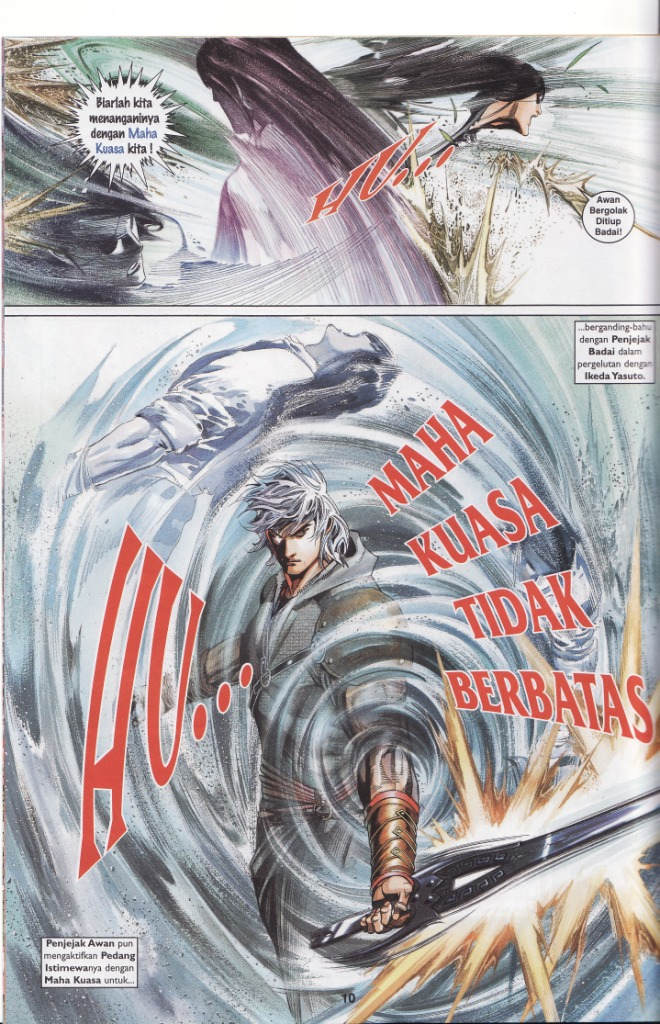 Biarlah kita
menanganinya
dengan Maha
Kuasa kita !
HU...
Awan
Bergolak
Ditiup
Badai!
MAHA
KUASA
TIDAK
BERBATAS
HU...
Penjejak Awan pun
mengaktifkan Pedang
Istimewanya dengan
Maha Kuasa untuk...
...berganding-bahu
dengan Penjejak
Badai dalam
pergelutan dengan
Ikeda Yasuto.
10